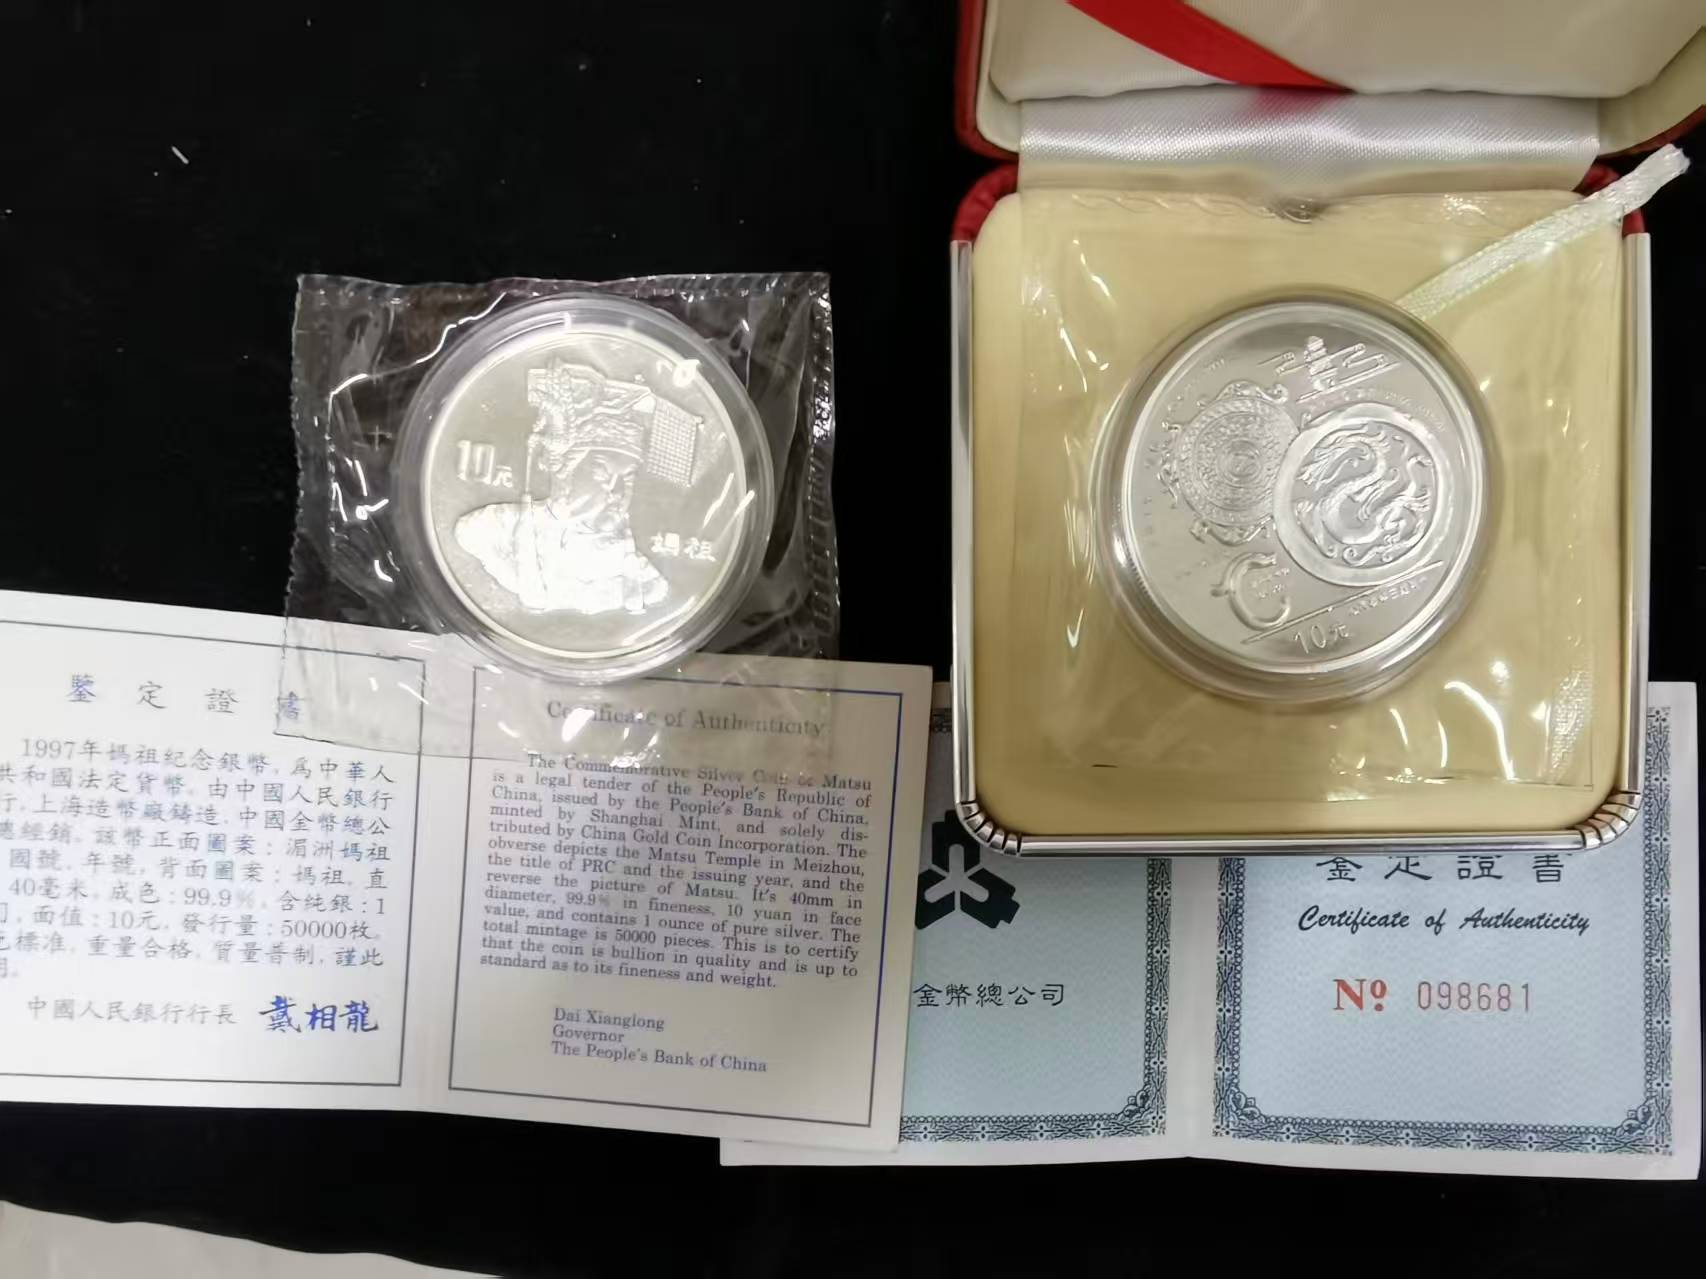 10元
媽祖
10元
鑒定證書
1997年媽祖紀念銀幣，爲中華人
共和國法定貨幣，由中國人民銀行
行，上海造幣廠鑄造，中國金幣總公
總經銷，該幣正面圖案：湄洲媽祖
國號，年號，背面圖案：媽祖，直
40毫米，成色：99.9%，含純銀：1
面值：10元，發行量：50000枚。
標准，重量合格，質量普制，謹此
中國人民銀行行長 戴相龍
Certificate of Authenticity
The Commemorative Silver Coin of Matsu
is a legal tender of the People's Republic of
China, issued by the People's Bank of China,
minted by Shanghai Mint, and solely dis-
tributed by China Gold Coin Incorporation. The
obverse depicts the Matsu Temple in Meizhou,
the title of PRC and the issuing year, and the
reverse the picture of Matsu. It's 40mm in
diameter, 99.9% in fineness, 10 yuan in face
value, and contains 1 ounce of pure silver. The
total mintage is 50000 pieces. This is to certify
that the coin is bullion in quality and is up to
standard as to its fineness and weight.
Dai Xianglong
Governor
The People's Bank of China
金幣總公司
鑒定證書
Certificate of Authenticity
Nº 098681